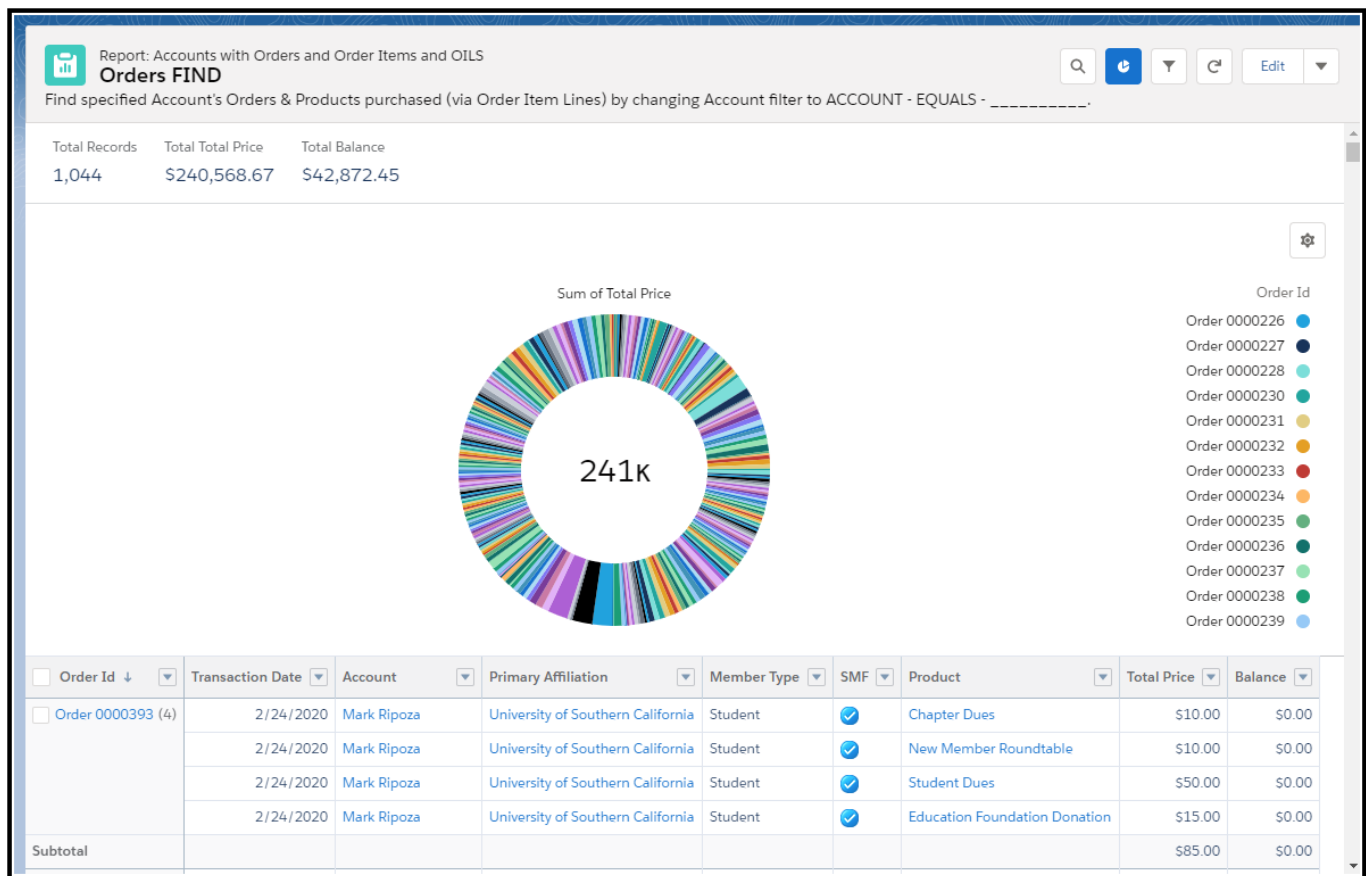 Report: Accounts with Orders and Order Items and OILS
Orders FIND
Edit
Find specified Account's Orders & Products purchased (via Order Item Lines) by changing Account filter to ACCOUNT - EQUALS - __________.
Total Records Total Total Price Total Balance
1,044 $240,568.67 $42,872.45
Sum of Total Price
241K
Order Id
Order 0000226
Order 0000227
Order 0000228
Order 0000230
Order 0000231
Order 0000232
Order 0000233
Order 0000234
Order 0000235
Order 0000236
Order 0000237
Order 0000238
Order 0000239
Order Id ↓ Transaction Date Account Primary Affiliation Member Type SMF Product Total Price Balance
Order 0000393 (4) 2/24/2020 Mark Ripoza University of Southern California Student Chapter Dues $10.00 $0.00
2/24/2020 Mark Ripoza University of Southern California Student New Member Roundtable $10.00 $0.00
2/24/2020 Mark Ripoza University of Southern California Student Student Dues $50.00 $0.00
2/24/2020 Mark Ripoza University of Southern California Student Education Foundation Donation $15.00 $0.00
Subtotal $85.00 $0.00